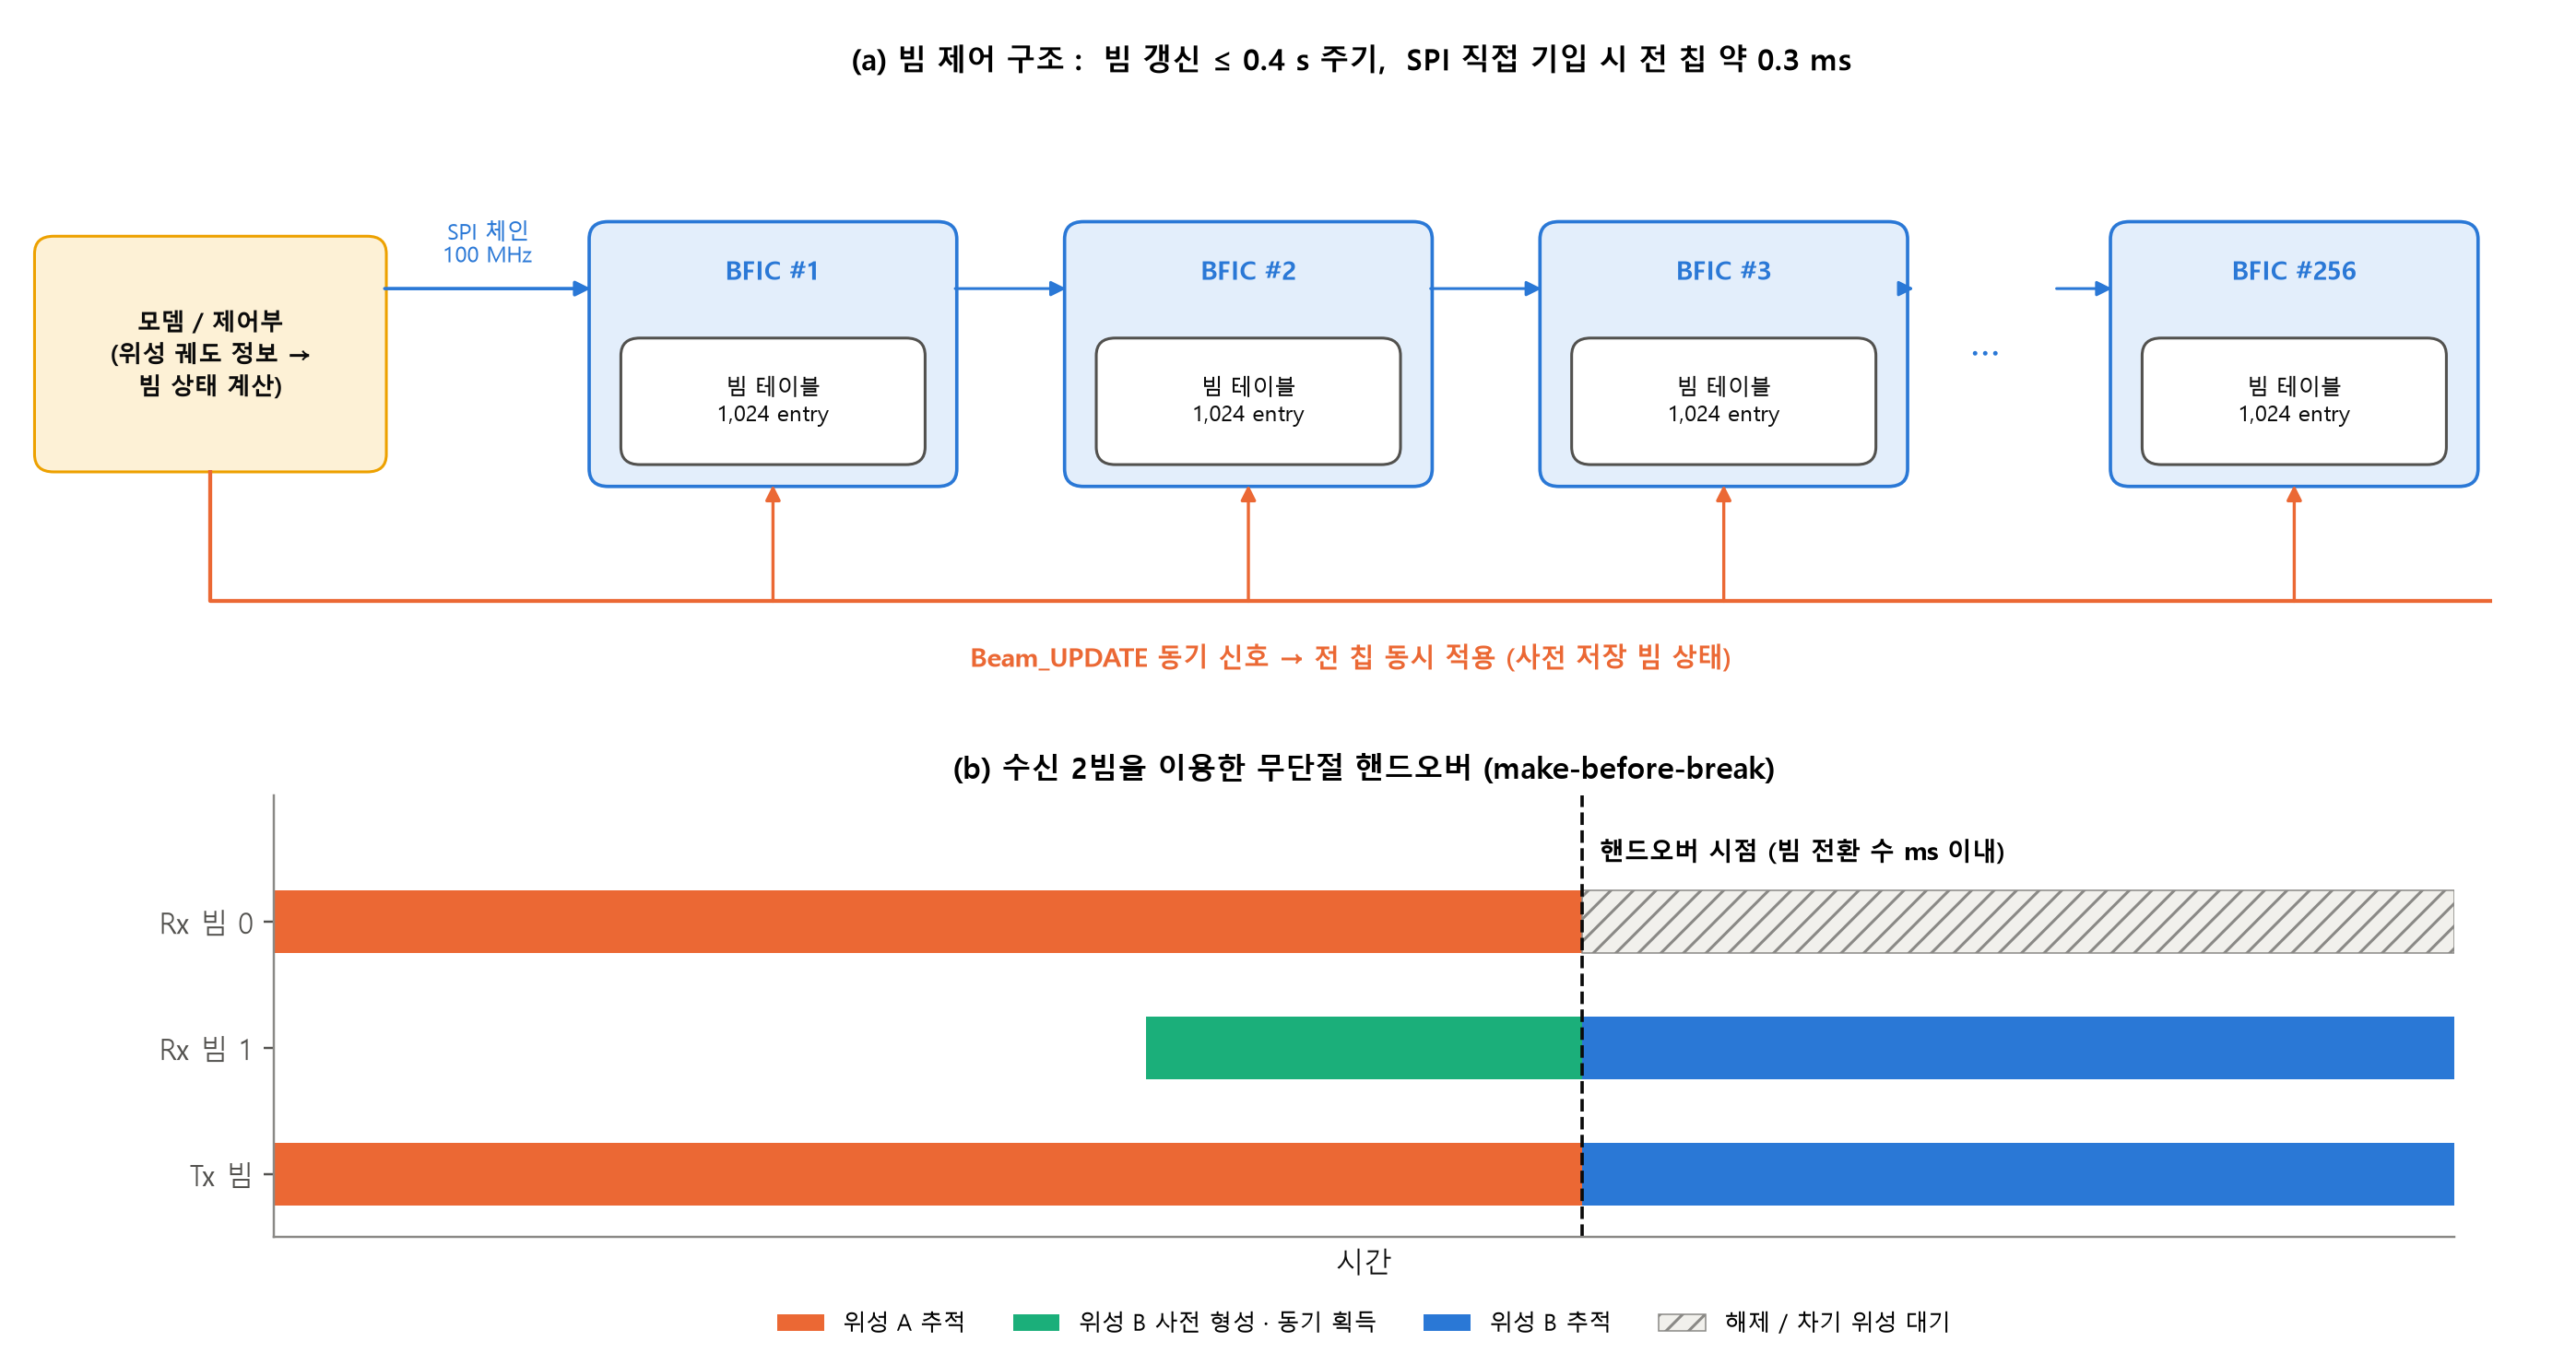 (a) 빔 제어 구조 : 빔 갱신 ≤ 0.4 s 주기, SPI 직접 기입 시 전 칩 약 0.3 ms
SPI 체인
100 MHz
모뎀 / 제어부
(위성 궤도 정보 →
빔 상태 계산)
BFIC #1
빔 테이블
1,024 entry
BFIC #2
빔 테이블
1,024 entry
BFIC #3
빔 테이블
1,024 entry
...
BFIC #256
빔 테이블
1,024 entry
Beam_UPDATE 동기 신호 → 전 칩 동시 적용 (사전 저장 빔 상태)
(b) 수신 2빔을 이용한 무단절 핸드오버 (make-before-break)
핸드오버 시점 (빔 전환 수 ms 이내)
Rx 빔 0
Rx 빔 1
Tx 빔
시간
위성 A 추적
위성 B 사전 형성 · 동기 획득
위성 B 추적
해제 / 차기 위성 대기